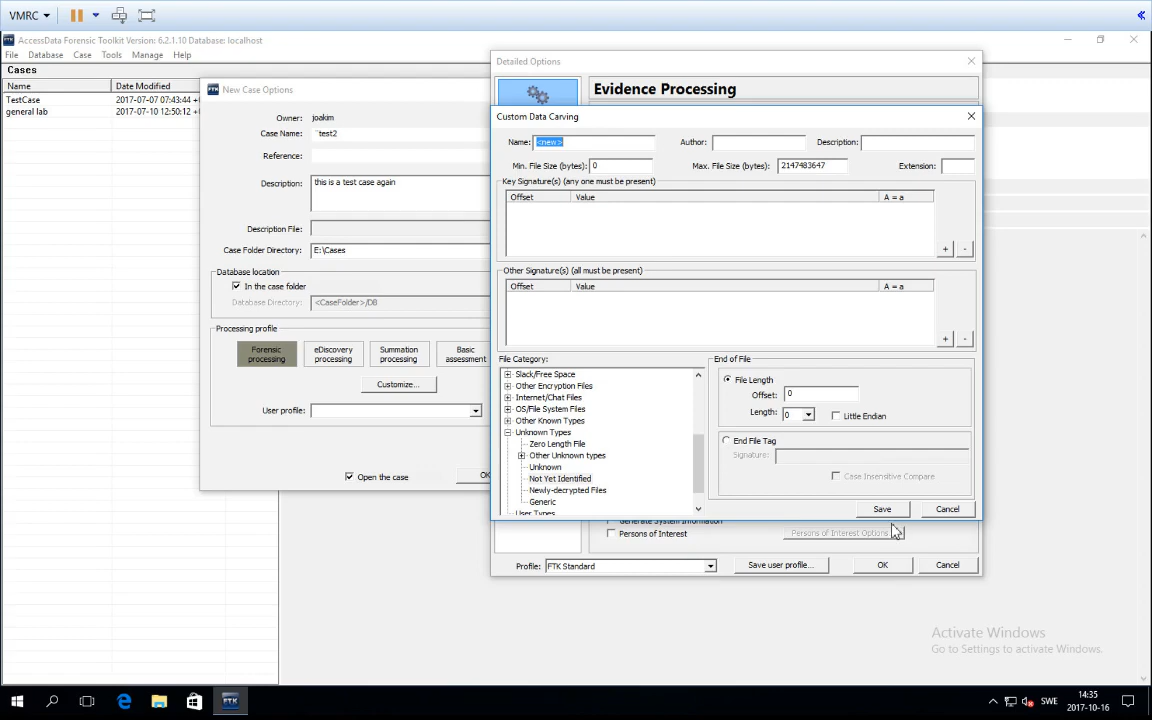 VMRC
AccessData Forensic Toolkit Version: 6.2.1.10 Database: localhost
File Database Case Tools Manage Help
Cases
Name Date Modified
TestCase 2017-07-07 07:43:44 +
general lab 2017-07-10 12:50:12 +
FTK New Case Options
Owner: joakim
Case Name: ¨test2
Reference:
Description: this is a test case again
Description File:
Case Folder Directory: E:\Cases
Database location
In the case folder
Database Directory: <CaseFolder>/DB
Processing profile
Forensic processing
eDiscovery processing
Summation processing
Basic assessment
Customize...
User profile:
Open the case
OK
Detailed Options
Evidence Processing
Custom Data Carving
Name: <new> Author: Description:
Min. File Size (bytes): 0 Max. File Size (bytes): 2147483647 Extension:
Key Signature(s) (any one must be present)
Offset Value A = a
+ -
Other Signature(s) (all must be present)
Offset Value A = a
+ -
File Category:
Slack/Free Space
Other Encryption Files
Internet/Chat Files
OS/File System Files
Other Known Types
Unknown Types
Zero Length File
Other Unknown types
Unknown
Not Yet Identified
Newly-decrypted Files
Generic
User Types
End of File
File Length
Offset: 0
Length: 0 Little Endian
End File Tag
Signature:
Case Insensitive Compare
Save Cancel
Generate System Information
Persons of Interest Persons of Interest Options
Profile: FTK Standard Save user profile... OK Cancel
Activate Windows
Go to Settings to activate Windows.
FTK
SWE
14:35
2017-10-16